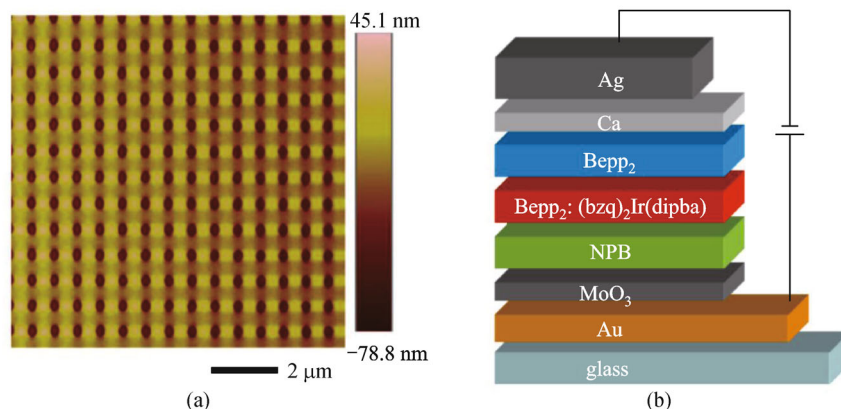 45.1 nm
−78.8 nm
2 μm
(a)
Ag
Ca
Bepp₂
Bepp₂: (bzq)₂Ir(dipba)
NPB
MoO₃
Au
glass
(b)